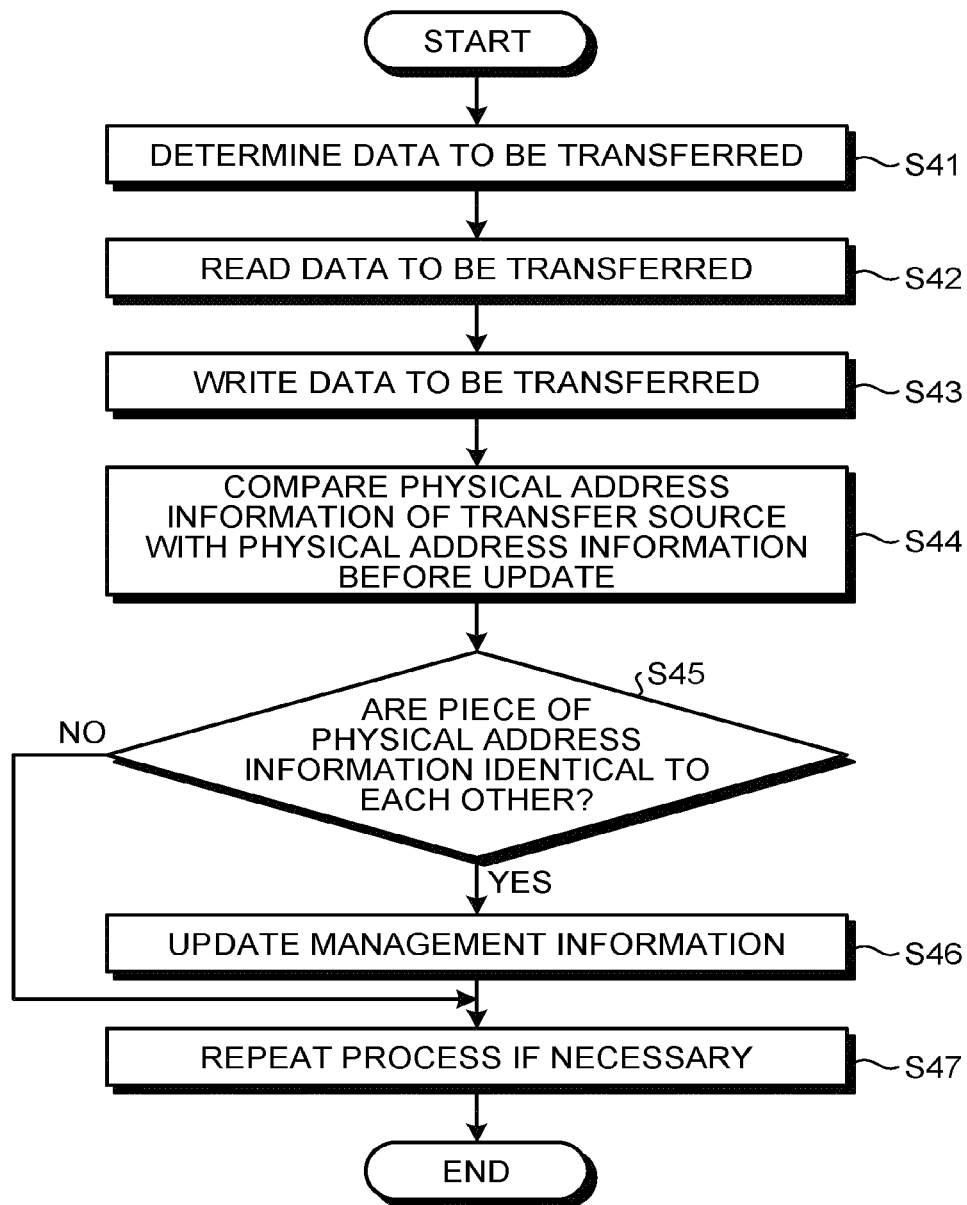 START
DETERMINE DATA TO BE TRANSFERRED
S41
READ DATA TO BE TRANSFERRED
S42
WRITE DATA TO BE TRANSFERRED
S43
COMPARE PHYSICAL ADDRESS
INFORMATION OF TRANSFER SOURCE
WITH PHYSICAL ADDRESS INFORMATION
BEFORE UPDATE
S44
S45
ARE PIECE OF
PHYSICAL ADDRESS
INFORMATION IDENTICAL TO
EACH OTHER?
NO
YES
UPDATE MANAGEMENT INFORMATION
S46
REPEAT PROCESS IF NECESSARY
S47
END